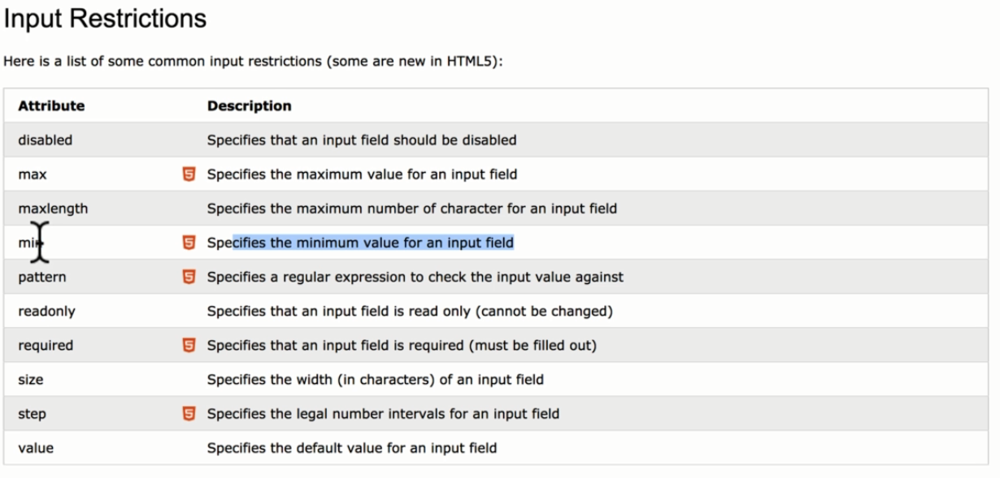 Input Restrictions
Here is a list of some common input restrictions (some are new in HTML5):
Attribute Description
disabled Specifies that an input field should be disabled
max 5 Specifies the maximum value for an input field
maxlength Specifies the maximum number of character for an input field
min 5 Specifies the minimum value for an input field
pattern 5 Specifies a regular expression to check the input value against
readonly Specifies that an input field is read only (cannot be changed)
required 5 Specifies that an input field is required (must be filled out)
size Specifies the width (in characters) of an input field
step 5 Specifies the legal number intervals for an input field
value Specifies the default value for an input field